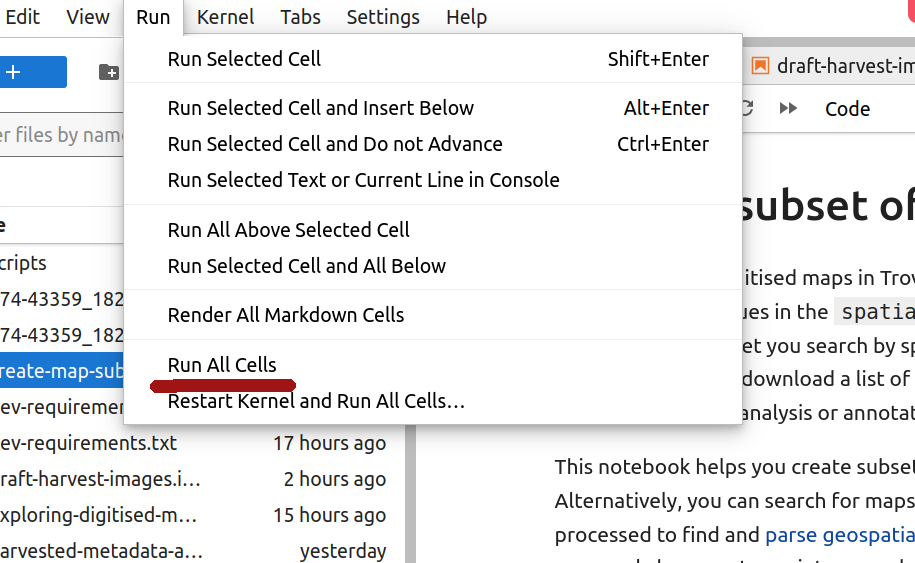 Edit View Run Kernel Tabs Settings Help
Run Selected Cell Shift+Enter
draft-harvest-im
+
Run Selected Cell and Insert Below Alt+Enter
Code
er files by name
Run Selected Cell and Do not Advance Ctrl+Enter
Run Selected Text or Current Line in Console
subset of
Run All Above Selected Cell
Run Selected Cell and All Below
cripts
itised maps in Trov
74-43359_182
ues in the spatia
Render All Markdown Cells
74-43359_182
et you search by sp
Run All Cells
reate-map-sub
download a list of
Restart Kernel and Run All Cells…
ev-requiremen
analysis or annotat
ev-requirements.txt 17 hours ago
This notebook helps you create subset
raft-harvest-images.i… 2 hours ago
Alternatively, you can search for maps
xploring-digitised-m… 15 hours ago
processed to find and parse geospatia
arvested-metadata-a… yesterday